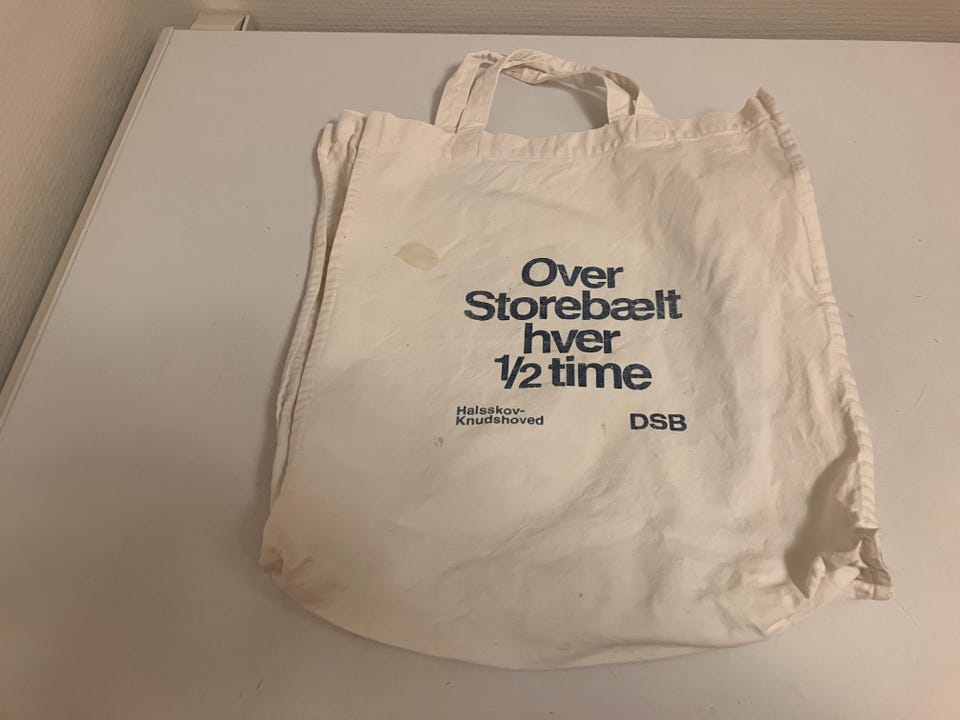 Over
Storebælt
hver
1/2 time
Halsskov-
Knudshoved
DSB